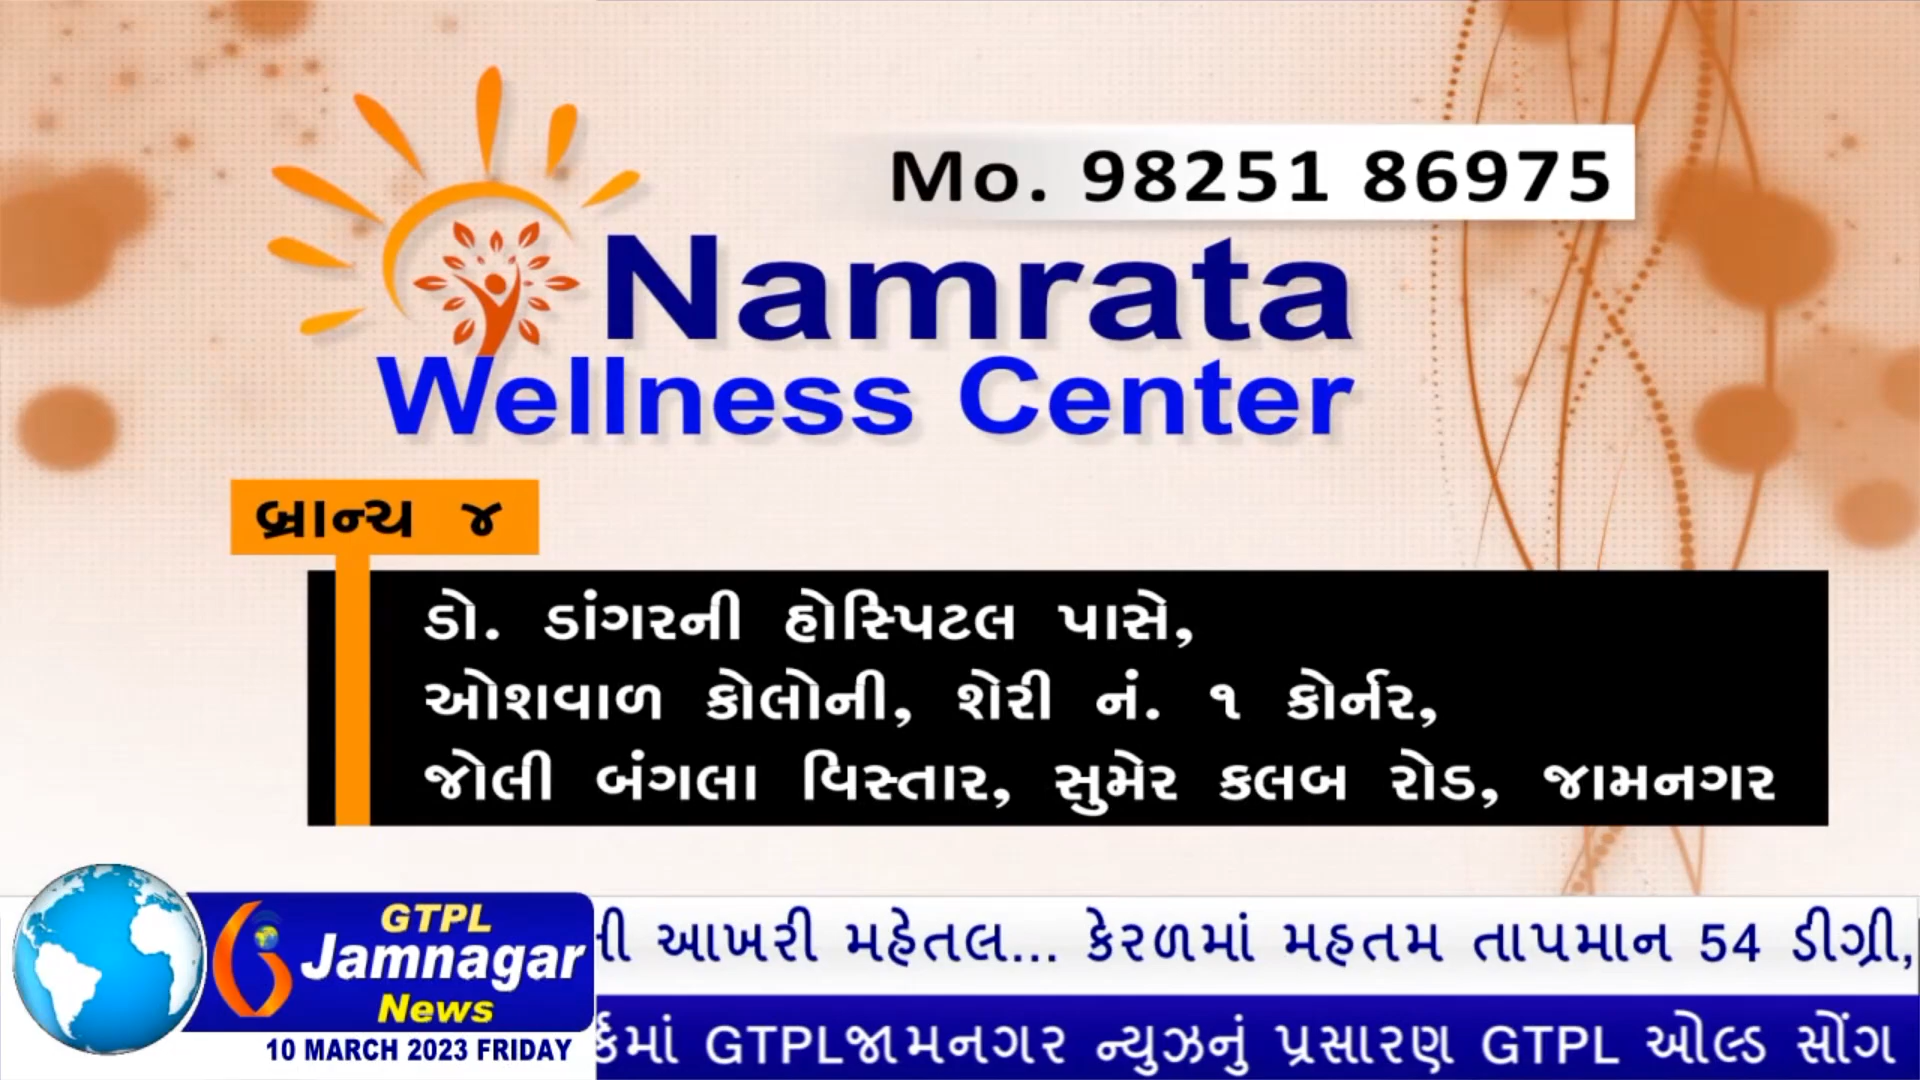 Mo. 98251 86975
Namrata
Wellness Center
બ્રાન્ચ ૪
ડો. ડાંગરની હોસ્પિટલ પાસે,
ઓશવાળ કોલોની, શેરી નં. ૧ કોર્નર,
જોલી બંગલા વિસ્તાર, સુમેર કલબ રોડ, જામનગર
GTPL
Jamnagar
News
10 MARCH 2023 FRIDAY
આખરી મહેતલ... કેરળમાં મહતમ તાપમાન 54 ડીગ્રી,
GTPLજામનગર ન્યુઝનું પ્રસારણ GTPL ઓલ્ડ સોંગ